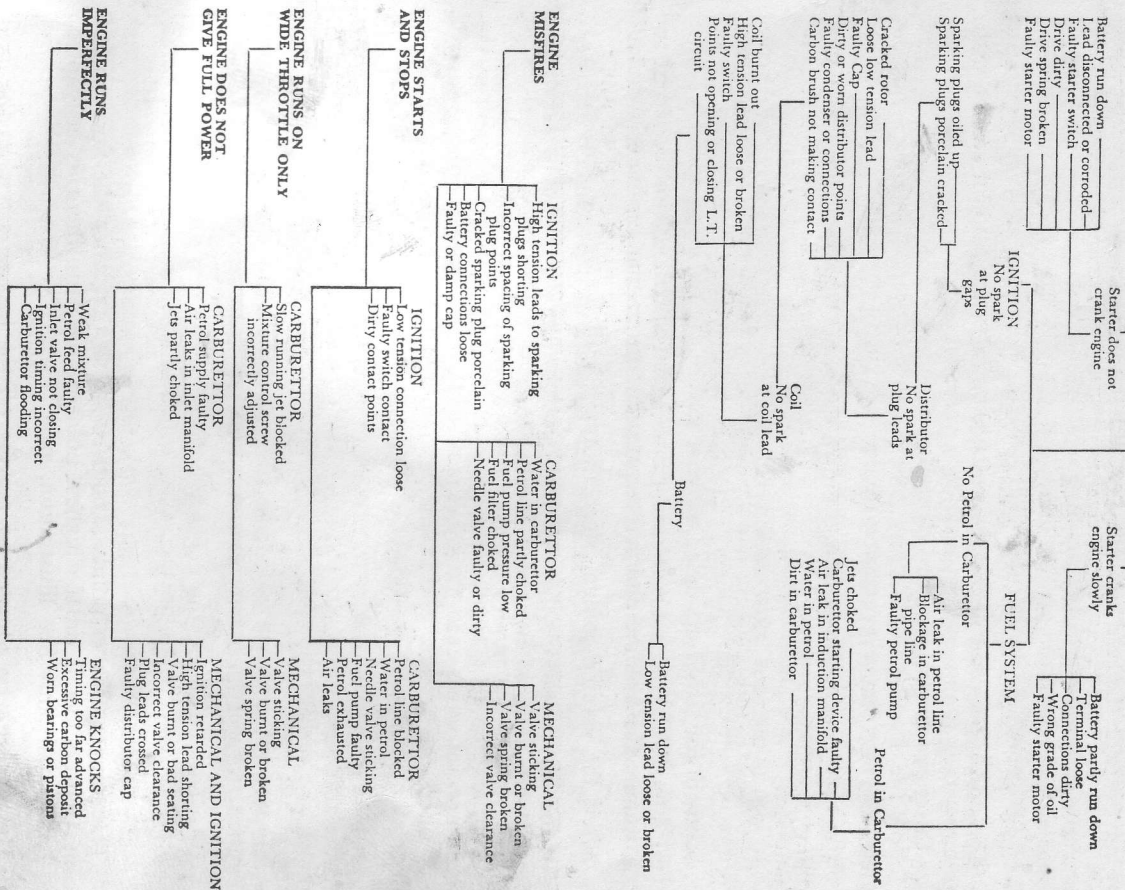 Starter does not
crank engine
Battery run down
Lead disconnected or corroded
Faulty starter switch
Drive dirty
Drive spring broken
Faulty starter motor
Starter cranks
engine slowly
Battery partly run down
Terminal loose
Connections dirty
Wrong grade of oil
Faulty starter motor
IGNITION
No spark
at plug
gaps
Sparking plugs oiled up
Sparking plugs porcelain cracked
Distributor
No spark at
plug leads
Cracked rotor
Loose low tension lead
Faulty Cap
Dirty or worn distributor points
Faulty condenser or connections
Carbon brush not making contact
Coil
No spark
at coil lead
Coil burnt out
High tension lead loose or broken
Faulty switch
Points not opening or closing L.T.
circuit
Battery
Battery run down
Low tension lead loose or broken
FUEL SYSTEM
No Petrol in Carburettor
Air leak in petrol line
Blockage in carburettor
pipe line
Faulty petrol pump
Petrol in Carburettor
Jets choked
Carburettor starting device faulty
Air leak in induction manifold
Water in petrol
Dirt in carburettor
ENGINE
MISFIRES
IGNITION
High tension leads to sparking
plugs shorting
Incorrect spacing of sparking
plug points
Cracked sparking plug porcelain
Battery connections loose
Faulty or damp cap
CARBURETTOR
Water in carburettor
Petrol line partly choked
Fuel pump pressure low
Fuel filter choked
Needle valve faulty or dirty
MECHANICAL
Valve sticking
Valve burnt or broken
Valve spring broken
Incorrect valve clearance
ENGINE STARTS
AND STOPS
IGNITION
Low tension connection loose
Faulty switch contact
Dirty contact points
CARBURETTOR
Petrol line blocked
Water in petrol
Needle valve sticking
Fuel pump faulty
Petrol exhausted
Air leaks
ENGINE RUNS ON
WIDE THROTTLE ONLY
CARBURETTOR
Slow running jet blocked
Mixture control screw
incorrectly adjusted
MECHANICAL
Valve sticking
Valve burnt or broken
Valve spring broken
ENGINE DOES NOT
GIVE FULL POWER
CARBURETTOR
Petrol supply faulty
Air leaks in inlet manifold
Jets partly choked
MECHANICAL AND IGNITION
Ignition retarded
High tension lead shorting
Valve burnt or bad seating
Incorrect valve clearance
Plug leads crossed
Faulty distributor cap
ENGINE RUNS
IMPERFECTLY
Weak mixture
Petrol feed faulty
Inlet valve not closing
Ignition timing incorrect
Carburettor flooding
ENGINE KNOCKS
Timing too far advanced
Excessive carbon deposit
Worn bearings or pistons